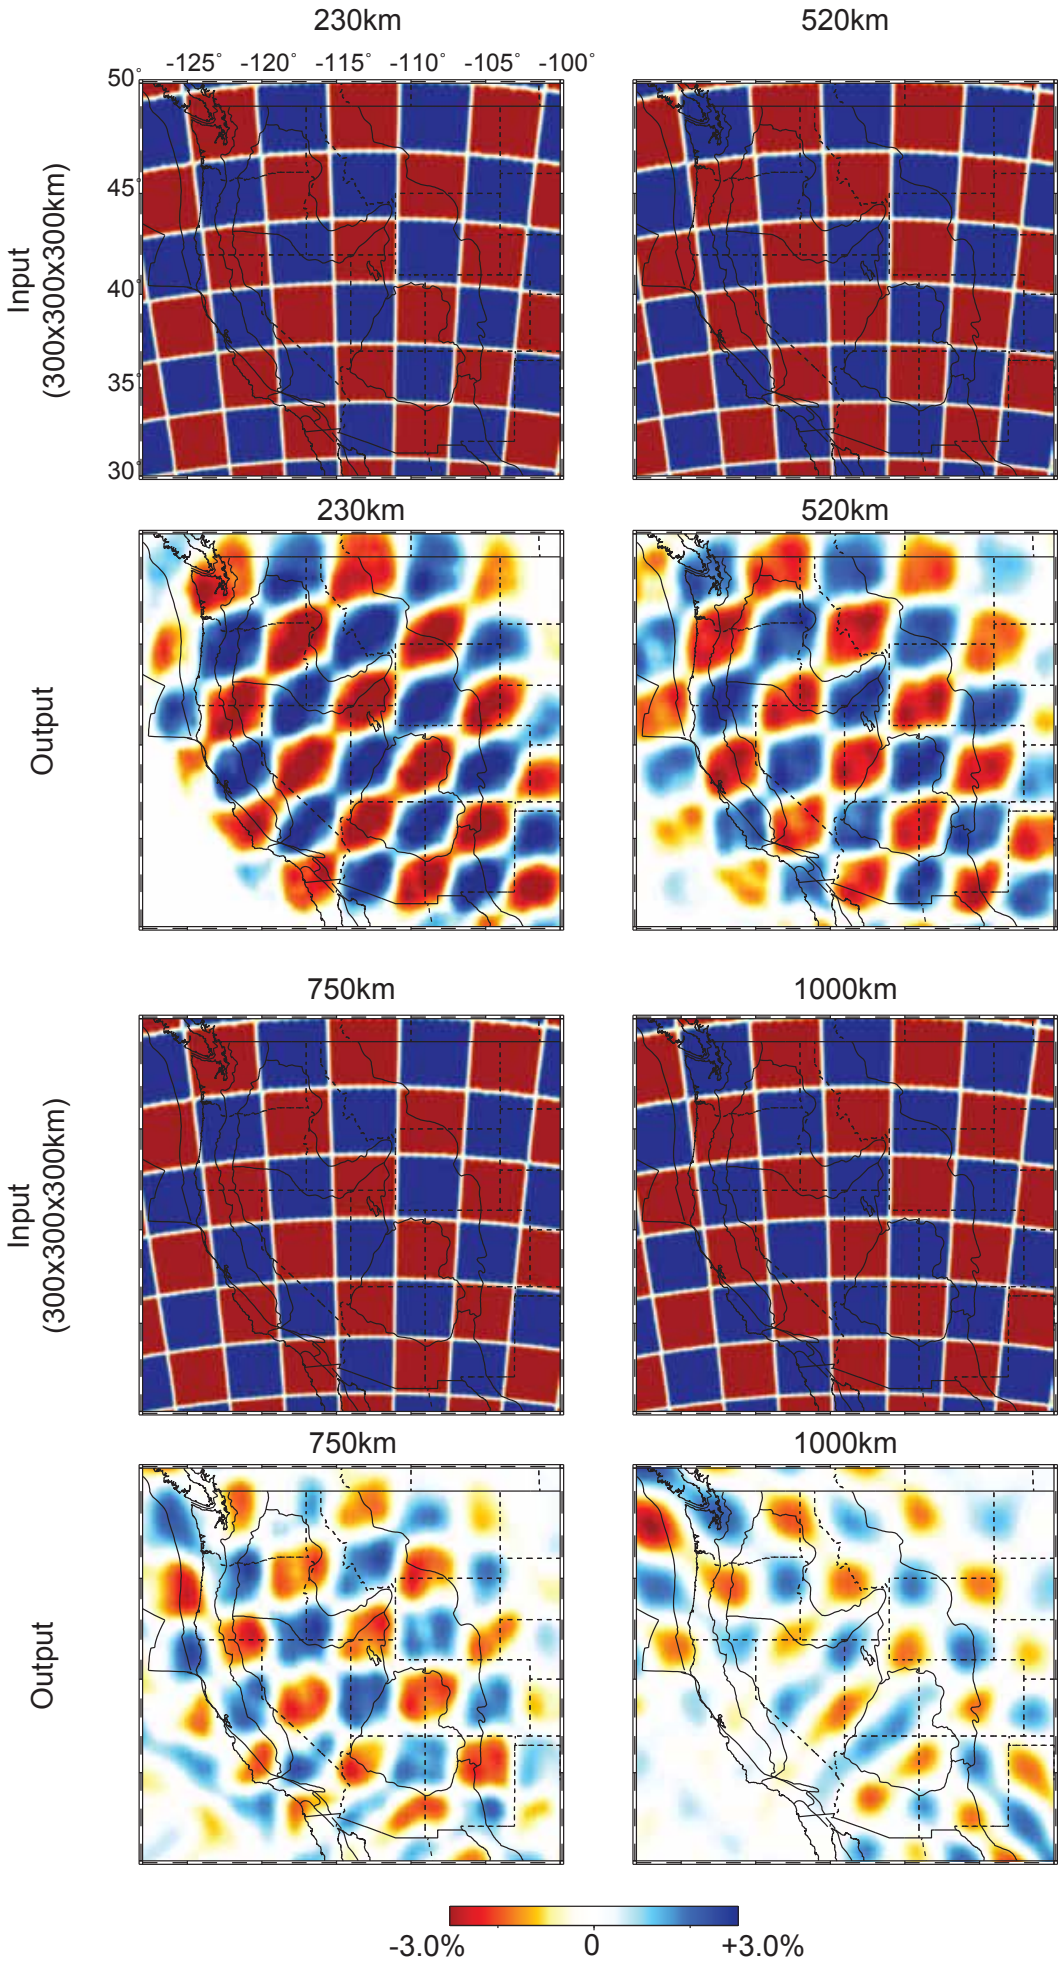 230km
520km
-125° -120° -115° -110° -105° -100°
50°
45°
40°
35°
30°
Input
(300x300x300km)
230km
520km
Output
750km
1000km
Input
(300x300x300km)
750km
1000km
Output
-3.0% 0 +3.0%